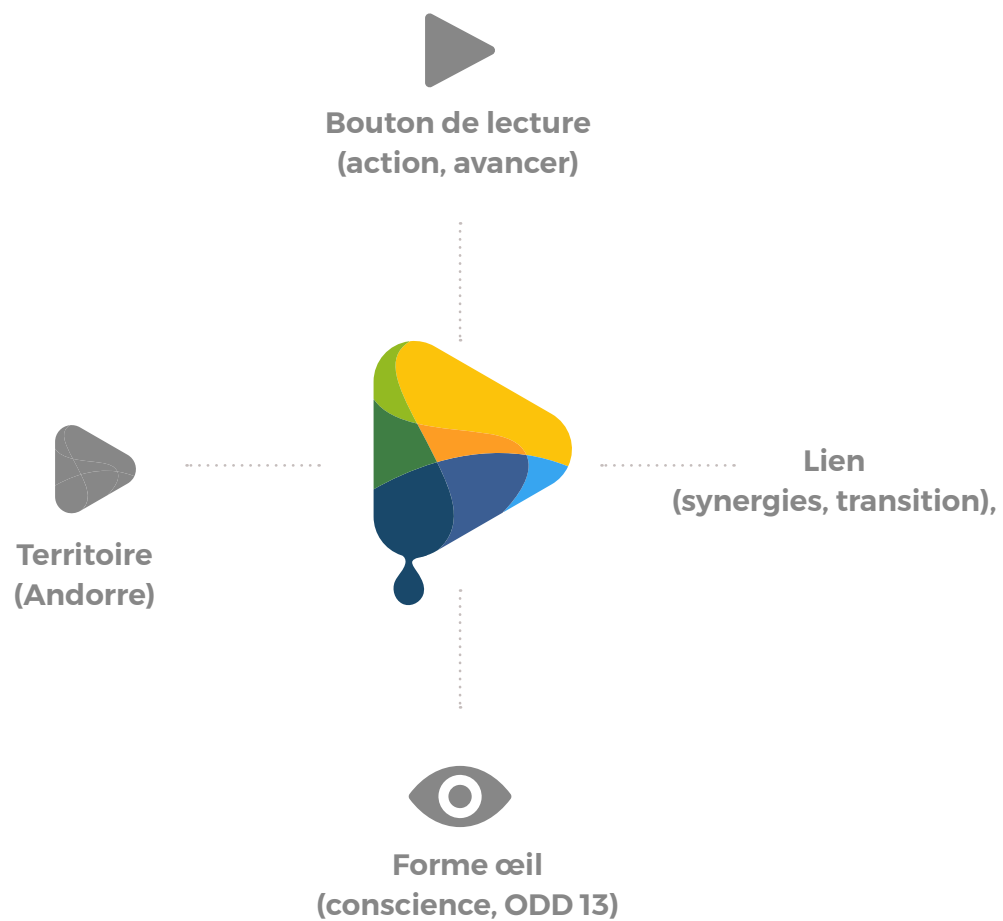 Bouton de lecture
(action, avancer)
Lien
(synergies, transition),
Territoire
(Andorre)
Forme œil
(conscience, ODD 13)